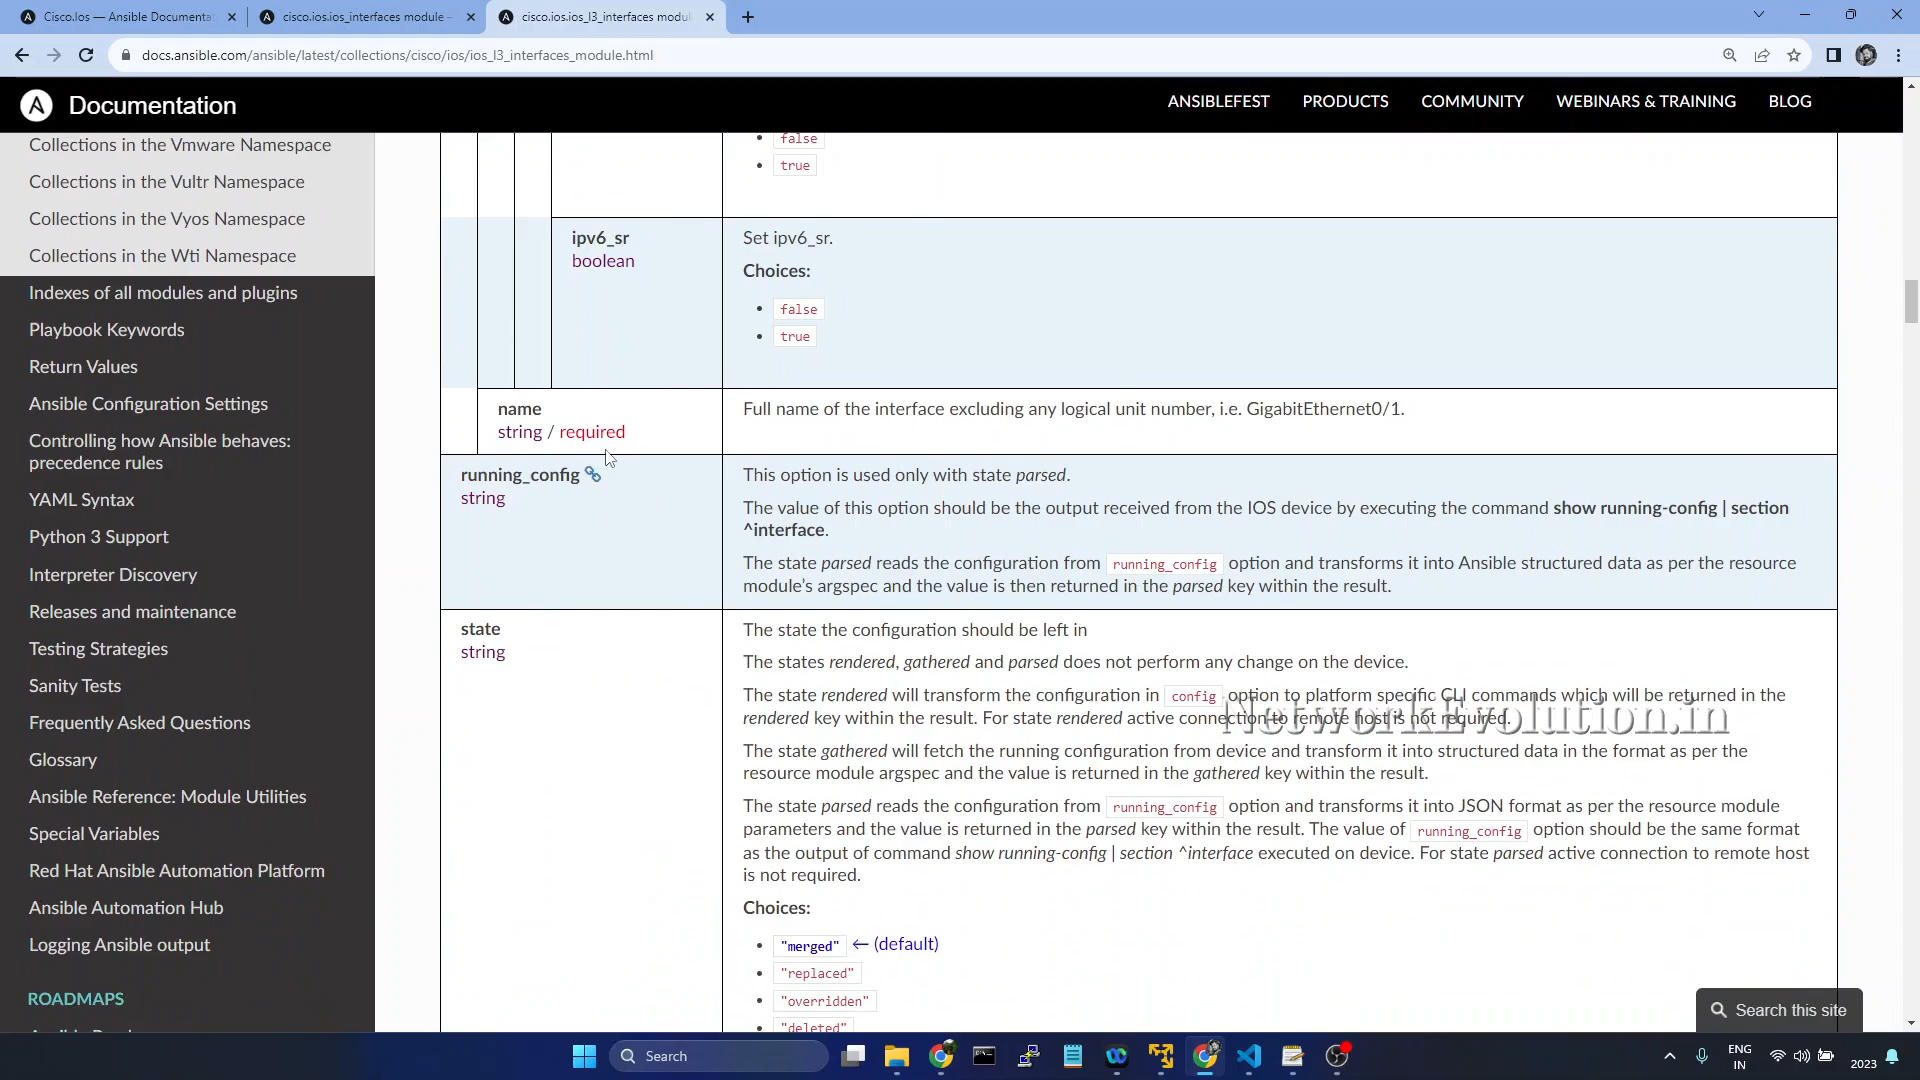 Cisco.Ios — Ansible Documenta
cisco.ios.ios_interfaces module –
cisco.ios.ios_l3_interfaces modu
docs.ansible.com/ansible/latest/collections/cisco/ios/ios_l3_interfaces_module.html
Documentation
ANSIBLEFEST
PRODUCTS
COMMUNITY
WEBINARS & TRAINING
BLOG
Collections in the Vmware Namespace
Collections in the Vultr Namespace
Collections in the Vyos Namespace
Collections in the Wti Namespace
Indexes of all modules and plugins
Playbook Keywords
Return Values
Ansible Configuration Settings
Controlling how Ansible behaves:
precedence rules
YAML Syntax
Python 3 Support
Interpreter Discovery
Releases and maintenance
Testing Strategies
Sanity Tests
Frequently Asked Questions
Glossary
Ansible Reference: Module Utilities
Special Variables
Red Hat Ansible Automation Platform
Ansible Automation Hub
Logging Ansible output
ROADMAPS
false
true
ipv6_sr
boolean
Set ipv6_sr.
Choices:
false
true
name
string / required
Full name of the interface excluding any logical unit number, i.e. GigabitEthernet0/1.
running_config
string
This option is used only with state parsed.
The value of this option should be the output received from the IOS device by executing the command show running-config | section
^interface.
The state parsed reads the configuration from running_config option and transforms it into Ansible structured data as per the resource
module's argspec and the value is then returned in the parsed key within the result.
state
string
The state the configuration should be left in
The states rendered, gathered and parsed does not perform any change on the device.
The state rendered will transform the configuration in config option to platform specific CLI commands which will be returned in the
rendered key within the result. For state rendered active connection to remote host is not required.
NetworkEvolution.in
The state gathered will fetch the running configuration from device and transform it into structured data in the format as per the
resource module argspec and the value is returned in the gathered key within the result.
The state parsed reads the configuration from running_config option and transforms it into JSON format as per the resource module
parameters and the value is returned in the parsed key within the result. The value of running_config option should be the same format
as the output of command show running-config | section ^interface executed on device. For state parsed active connection to remote host
is not required.
Choices:
"merged" ← (default)
"replaced"
"overridden"
"deleted"
Search this site
Search
ENG
IN
2023